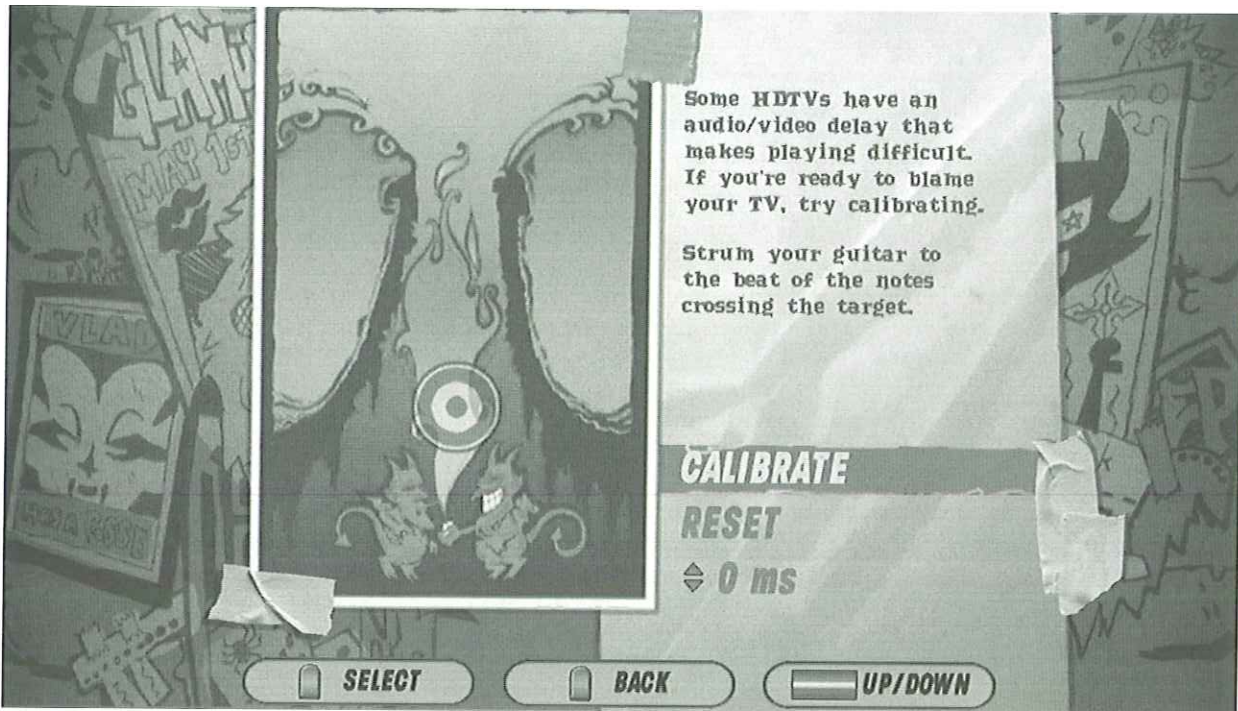 GLAM
MAY 1ST
VLAD
Some HDTVs have an
audio/video delay that
makes playing difficult.
If you're ready to blame
your TV, try calibrating.
Strum your guitar to
the beat of the notes
crossing the target.
CALIBRATE
RESET
0 ms
SELECT
BACK
UP/DOWN